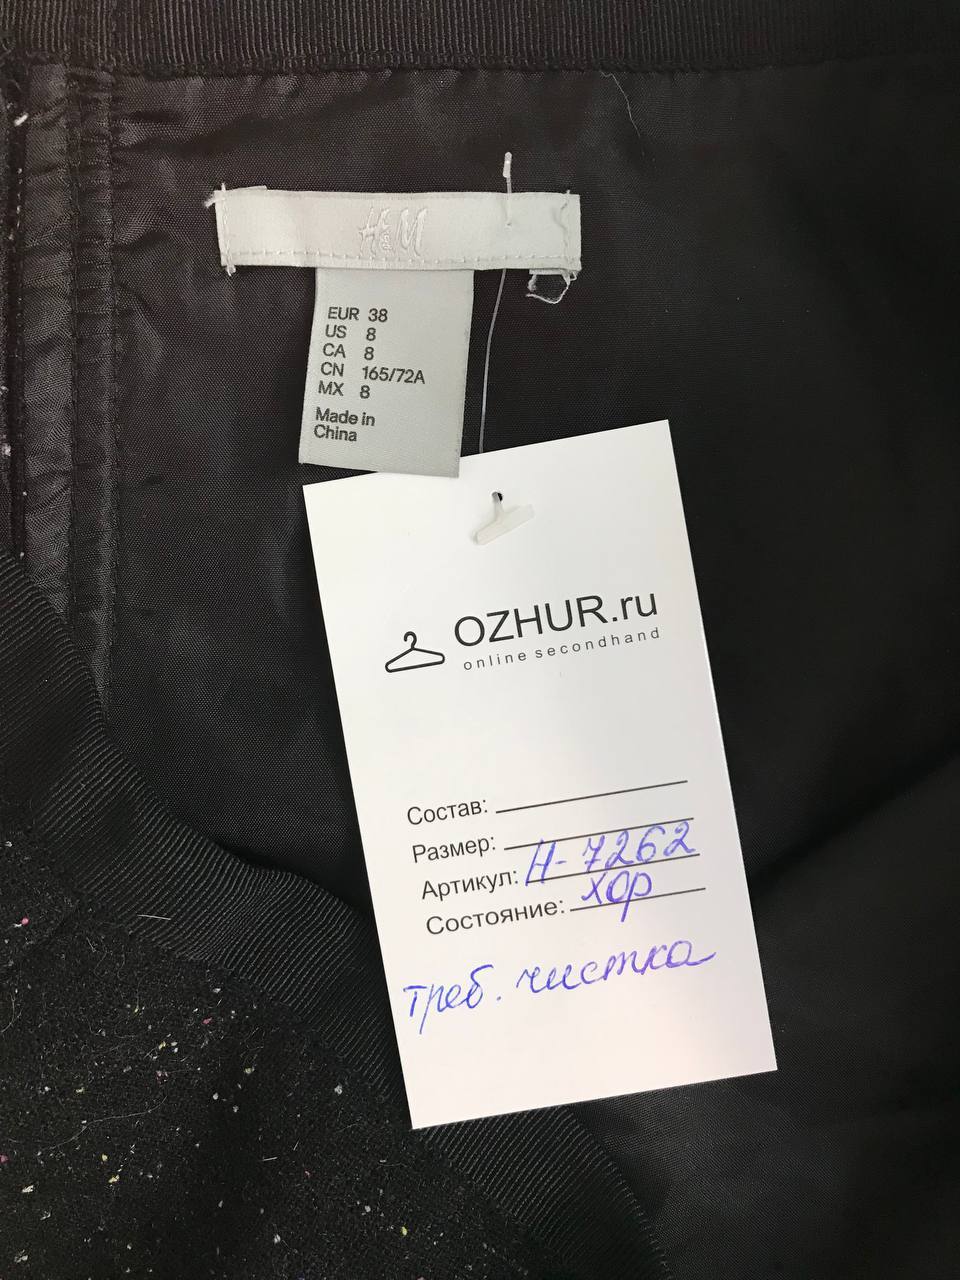 H&M
EUR 38
US 8
CA 8
CN 165/72A
MX 8
Made in
China
OZHUR.ru
online secondhand
Состав:
Размер:
Артикул: Н-7262
Состояние: хор
треб. чистка